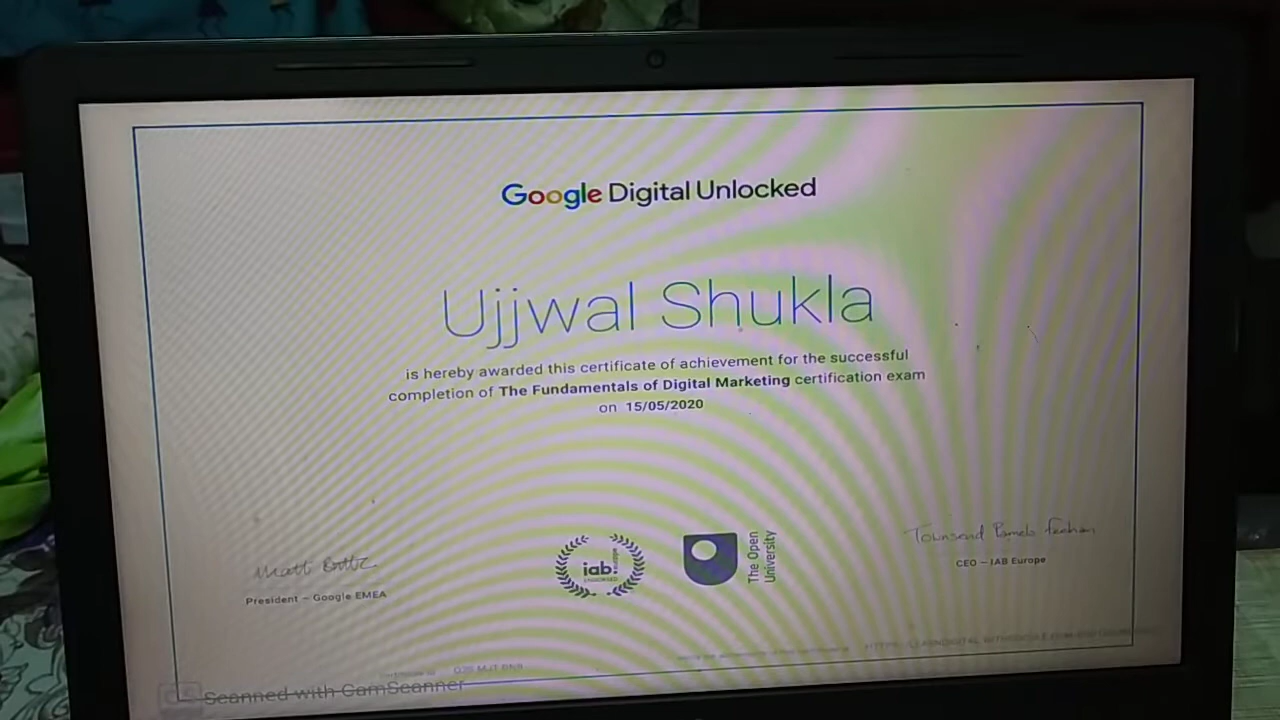 Google Digital Unlocked
Ujjwal Shukla
is hereby awarded this certificate of achievement for the successful
completion of The Fundamentals of Digital Marketing certification exam
on 15/05/2020
Matt
President – Google EMEA
iab
The Open
University
Townsend
CEO – IAB Europe
Scanned with CamScanner